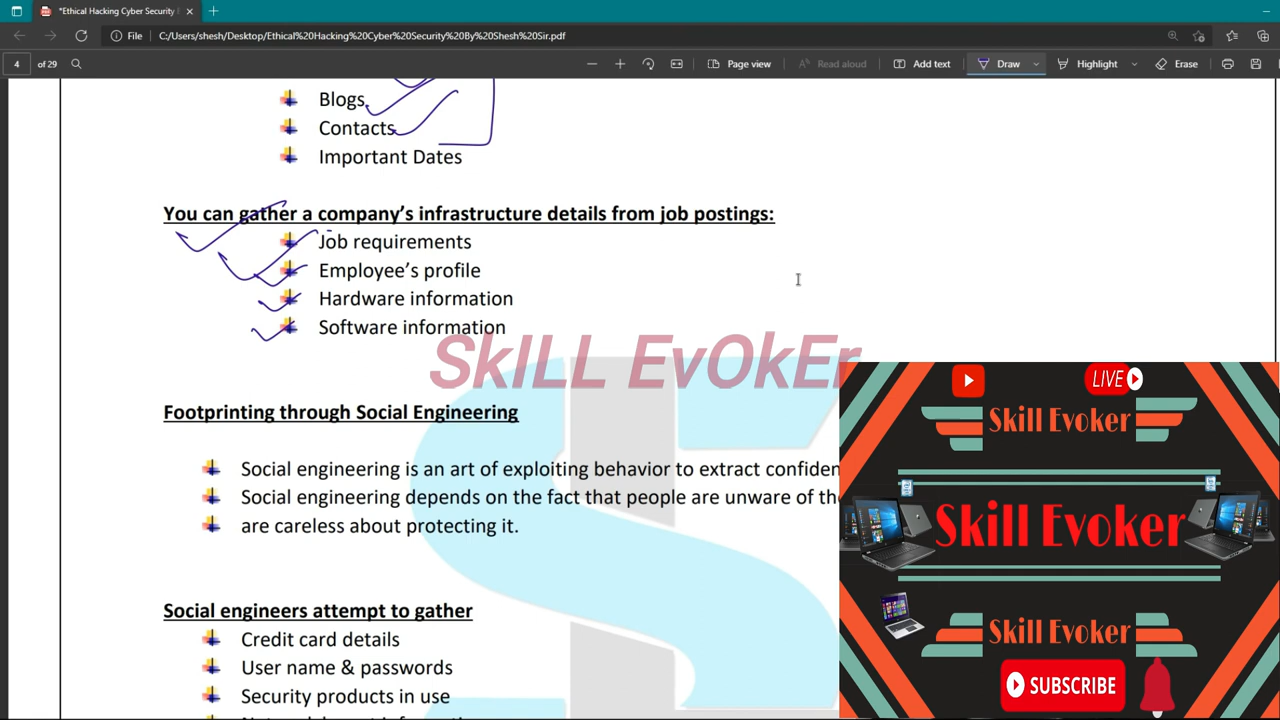 *Ethical Hacking Cyber Security
File
C:/Users/shesh/Desktop/Ethical%20Hacking%20Cyber%20Security%20By%20Shesh%20Sir.pdf
4 of 29
Page view
Read aloud
Add text
Draw
Highlight
Erase
Blogs
Contacts
Important Dates
You can gather a company's infrastructure details from job postings:
Job requirements
Employee's profile
Hardware information
Software information
SkILL EvOKEr
Footprinting through Social Engineering
Social engineering is an art of exploiting behavior to extract confiden
Social engineering depends on the fact that people are unware of the
are careless about protecting it.
Social engineers attempt to gather
Credit card details
User name & passwords
Security products in use
LIVE
Skill Evoker
Skill Evoker
Skill Evoker
SUBSCRIBE